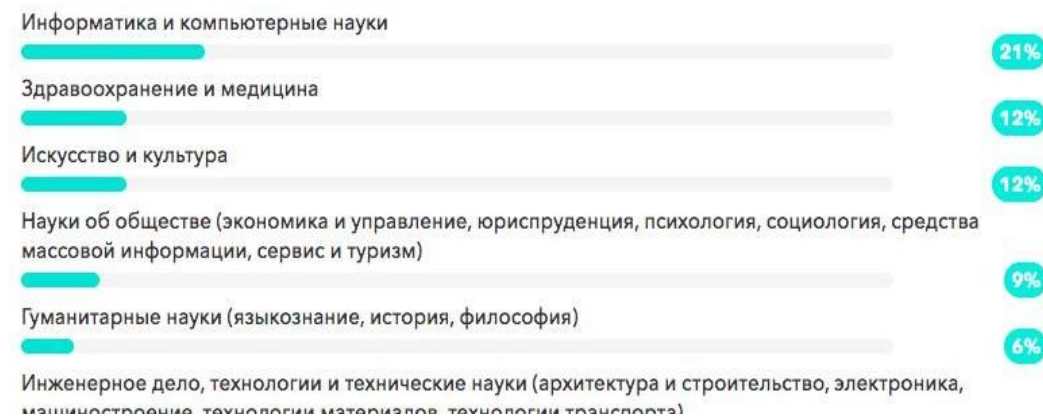 Информатика и компьютерные науки
21%
Здравоохранение и медицина
12%
Искусство и культура
12%
Науки об обществе (экономика и управление, юриспруденция, психология, социология, средства
массовой информации, сервис и туризм)
9%
Гуманитарные науки (языкознание, история, философия)
6%
Инженерное дело, технологии и технические науки (архитектура и строительство, электроника,
машиностроение, технологии материалов, технологии транспорта)